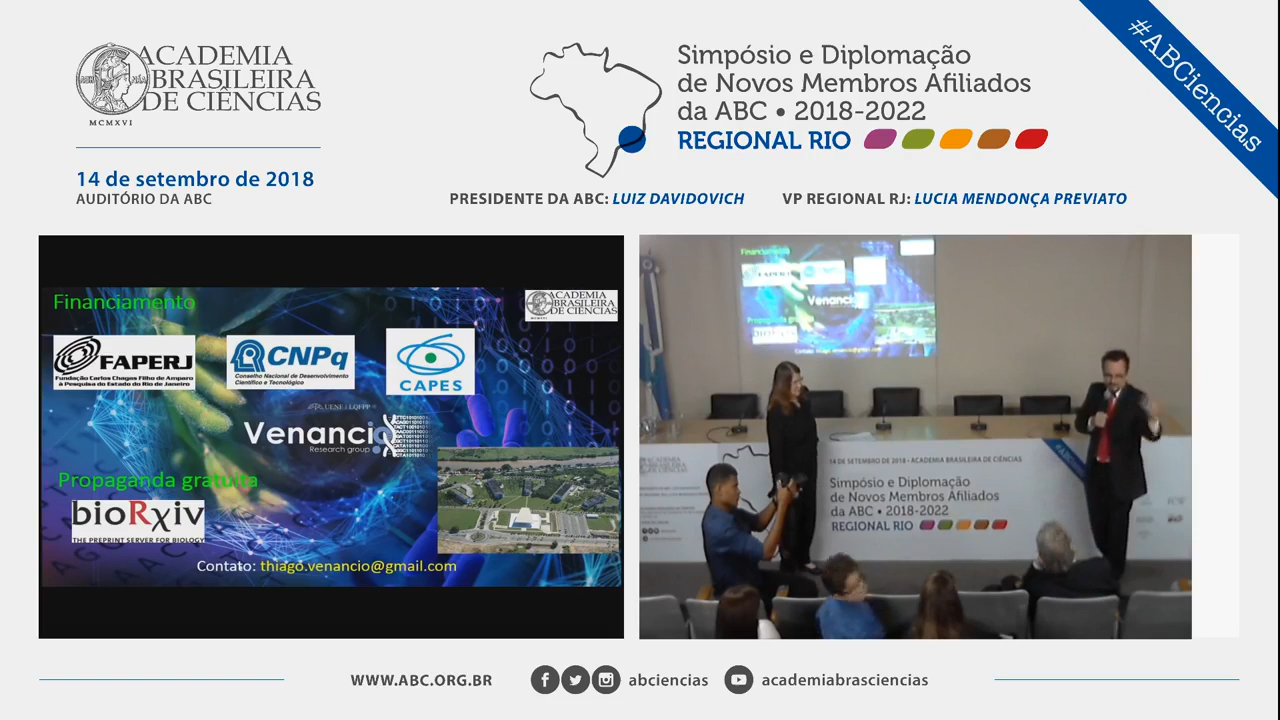 ACADEMIA
BRASILEIRA
DE CIÊNCIAS
MCMXVI
14 de setembro de 2018
AUDITÓRIO DA ABC
Simpósio e Diplomação
de Novos Membros Afiliados
da ABC • 2018-2022
REGIONAL RIO
PRESIDENTE DA ABC: LUIZ DAVIDOVICH
VP REGIONAL RJ: LUCIA MENDONÇA PREVIATO
#ABCiencias
Financiamento
ACADEMIA
BRASILEIRA
DE CIÊNCIAS
FAPERJ
Fundação Carlos Chagas Filho de Amparo
à Pesquisa do Estado do Rio de Janeiro
CNPq
Conselho Nacional de Desenvolvimento
Científico e Tecnológico
CAPES
Venancio
Research group
Propaganda gratuita
bioRxiv
THE PREPRINT SERVER FOR BIOLOGY
Contato: thiago.venancio@gmail.com
Financiamento
FAPERJ
Venancio
14 DE SETEMBRO DE 2018 • ACADEMIA BRASILEIRA DE CIÊNCIAS
Simpósio e Diplomação
de Novos Membros Afiliados
da ABC • 2018-2022
REGIONAL RIO
WWW.ABC.ORG.BR
abciencias
academiabrasciencias